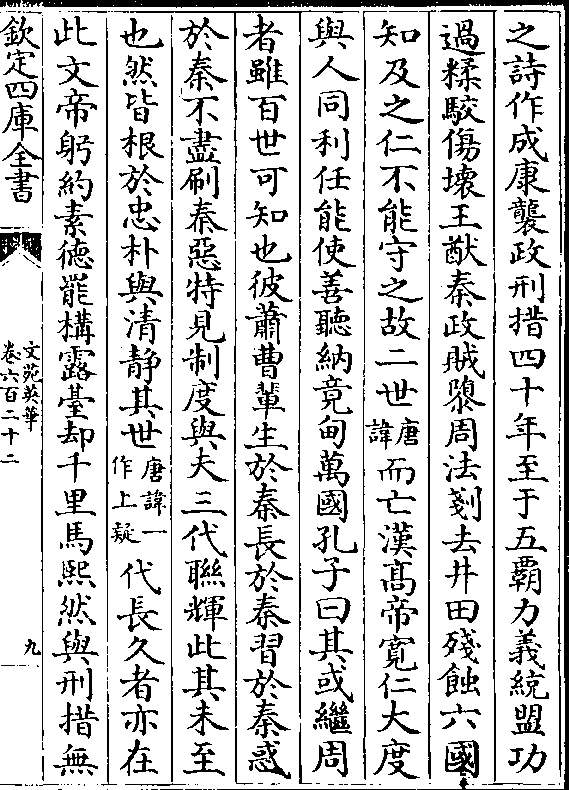 之詩作成康襲政刑措四十年至于五霸力義統盟功
過糅駮傷壞王猷秦政賊隳周法剗去井田殘蝕六國
知及之仁不能守之故二世唐諱而亡漢髙帝寛仁大度
與人同利任能使善聽納竟甸萬國孔子曰其或繼周
者雖百世可知也彼蕭曹輩生於秦長於秦習於秦惑
於秦不盡刷秦惡特見制度與夫三代聯輝此其未至
也然皆根於忠朴與清静其世唐諱一作上疑代長久者亦在
此文帝躬約素德罷構露臺却千里馬熙然與刑措無
欽定四庫全書
文苑英華
卷六百二十二
九